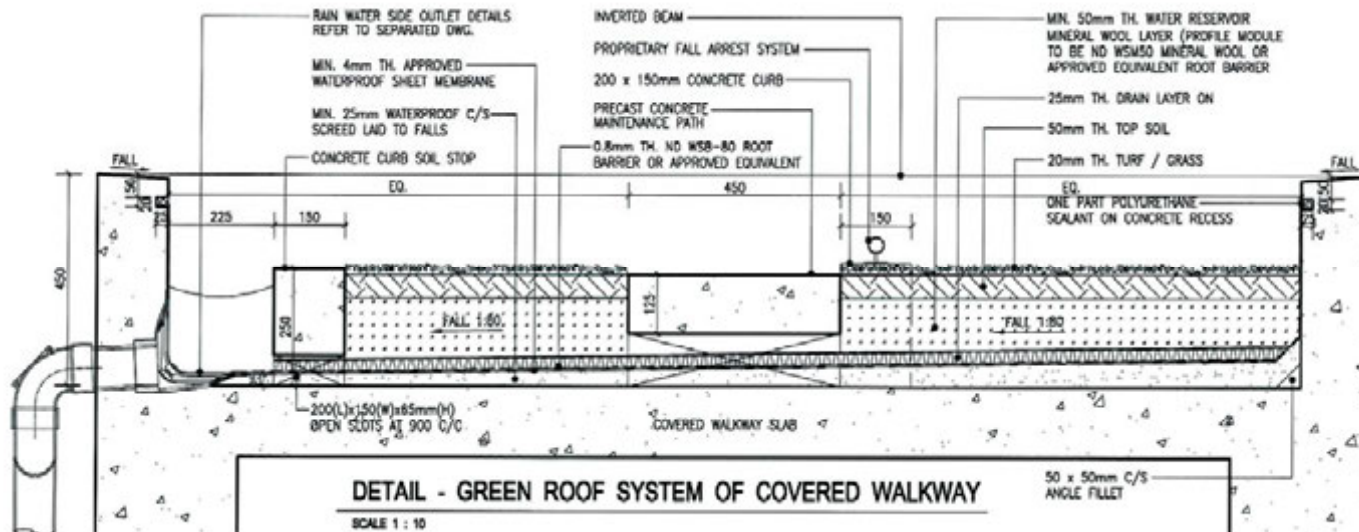 RAIN WATER SIDE OUTLET DETAILS
REFER TO SEPARATED DWG.
MIN. 4mm TH. APPROVED
WATERPROOF SHEET MEMBRANE
MIN. 25mm WATERPROOF C/S
SCREED LAID TO FALLS
CONCRETE CURB SOIL STOP
INVERTED BEAM
PROPRIETARY FALL ARREST SYSTEM
200 x 150mm CONCRETE CURB
PRECAST CONCRETE
MAINTENANCE PATH
0.8mm TH. ND WSB-80 ROOT
BARRIER OR APPROVED EQUIVALENT
MIN. 50mm TH. WATER RESERVOIR
MINERAL WOOL LAYER (PROFILE MODULE
TO BE ND WSM50 MINERAL WOOL OR
APPROVED EQUIVALENT ROOT BARRIER
25mm TH. DRAIN LAYER ON
50mm TH. TOP SOIL
20mm TH. TURF / GRASS
ONE PART POLYURETHANE
SEALANT ON CONCRETE RECESS
FALL
FALL
EQ.
450
EQ.
50
20
225
150
150
450
250
125
FALL 1:80
FALL 1:80
200(L)x150(W)x65mm(H)
OPEN SLOTS AT 900 C/C
COVERED WALKWAY SLAB
50 x 50mm C/S
ANGLE FILLET
DETAIL - GREEN ROOF SYSTEM OF COVERED WALKWAY
SCALE 1 : 10